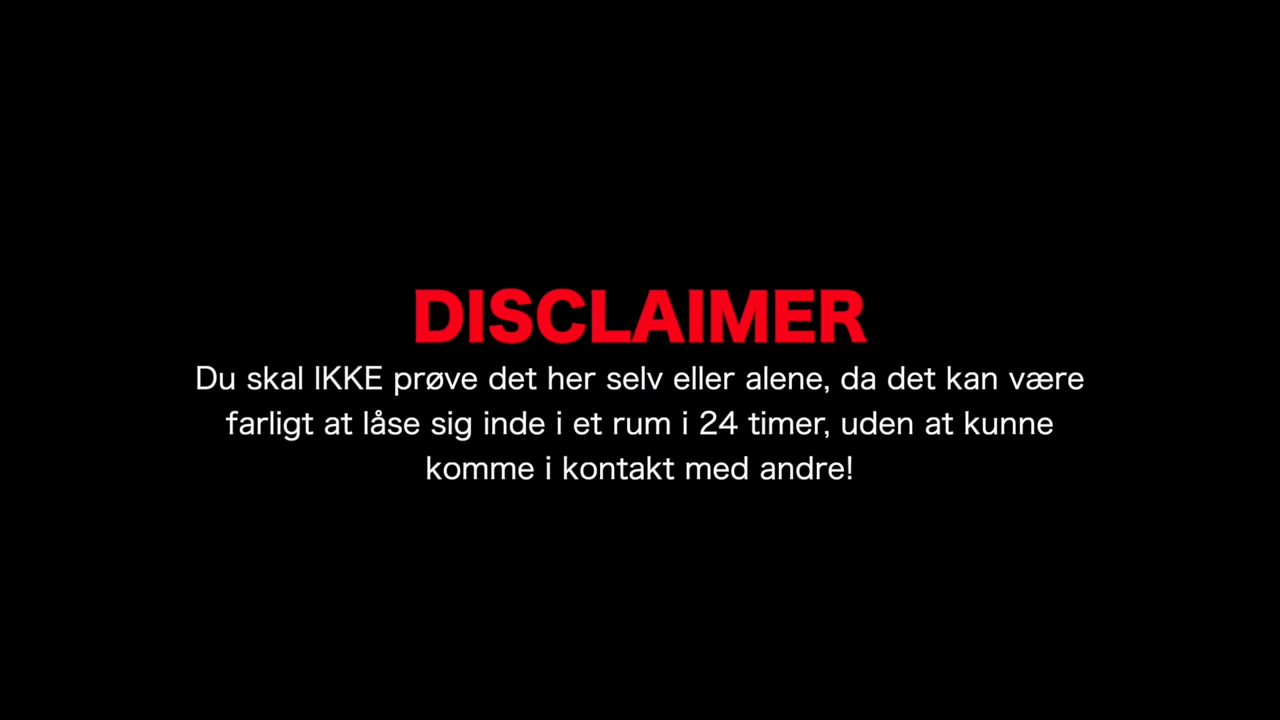 DISCLAIMER
Du skal IKKE prøve det her selv eller alene, da det kan være
farligt at låse sig inde i et rum i 24 timer, uden at kunne
komme i kontakt med andre!